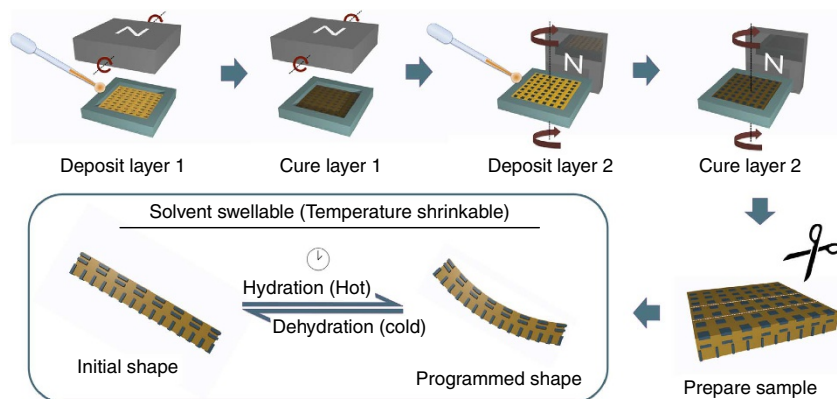 N
N
N
N
Deposit layer 1
Cure layer 1
Deposit layer 2
Cure layer 2
Solvent swellable (Temperature shrinkable)
Hydration (Hot)
Dehydration (cold)
Initial shape
Programmed shape
Prepare sample